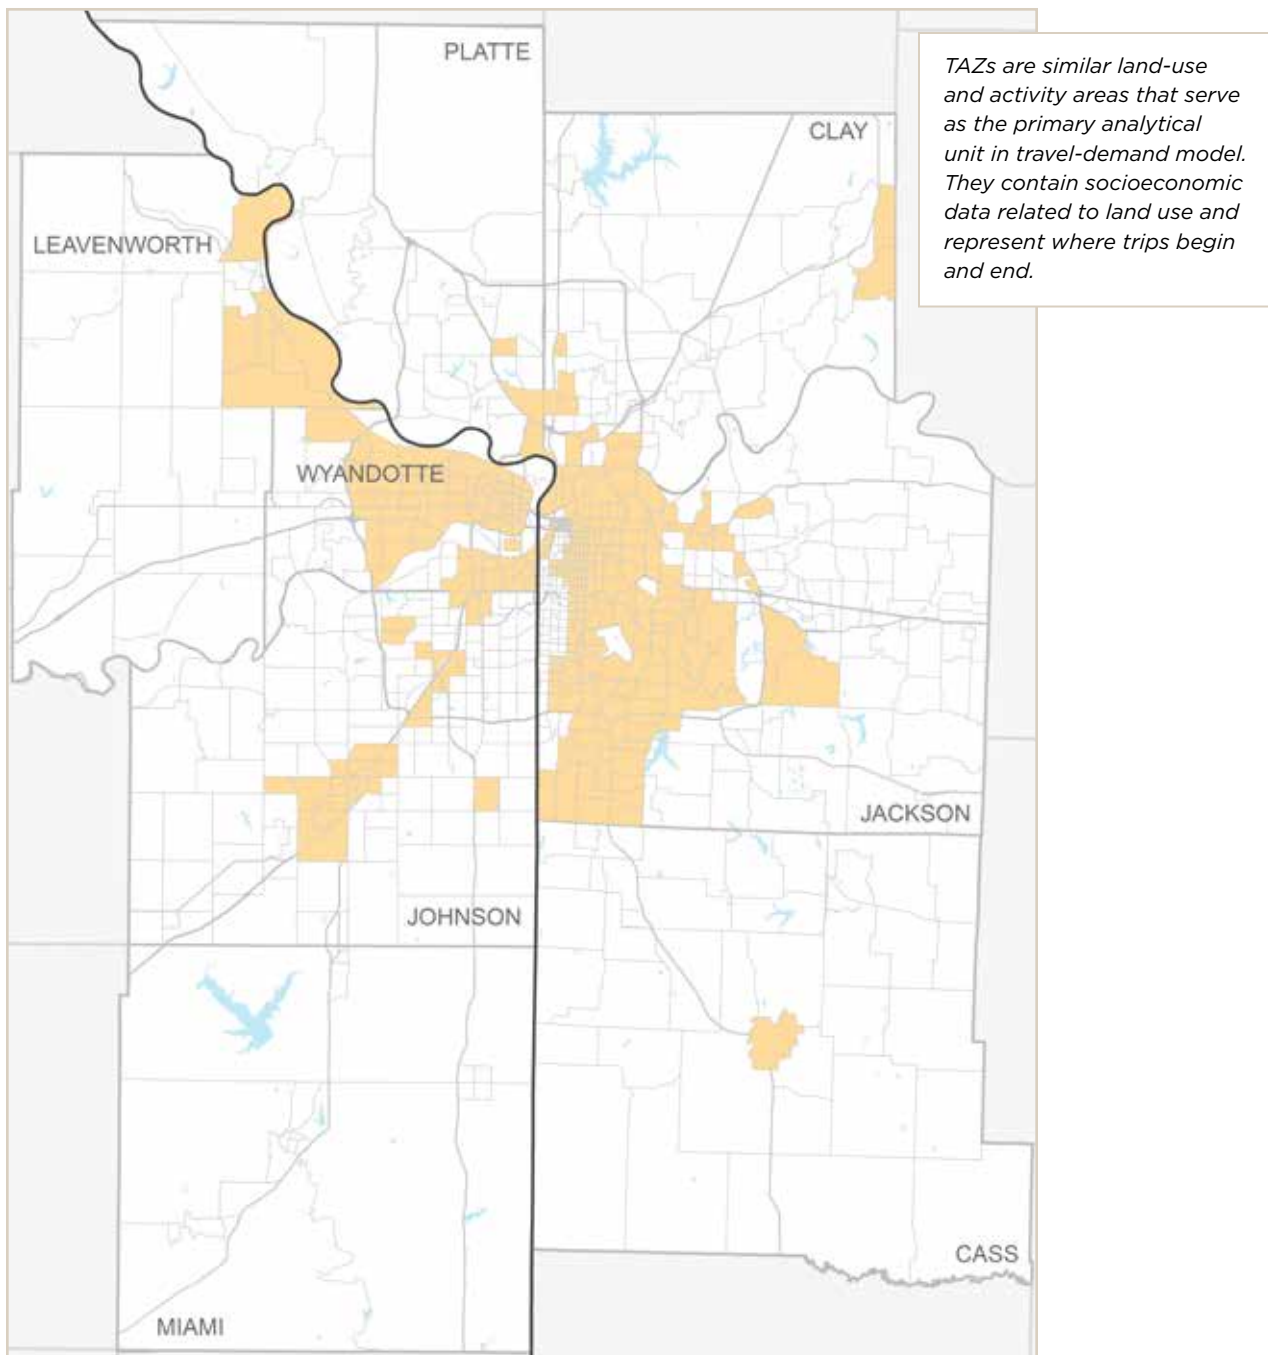 PLATTE
CLAY
TAZs are similar land-use
and activity areas that serve
as the primary analytical
unit in travel-demand model.
They contain socioeconomic
data related to land use and
represent where trips begin
and end.
LEAVENWORTH
WYANDOTTE
JACKSON
JOHNSON
CASS
MIAMI